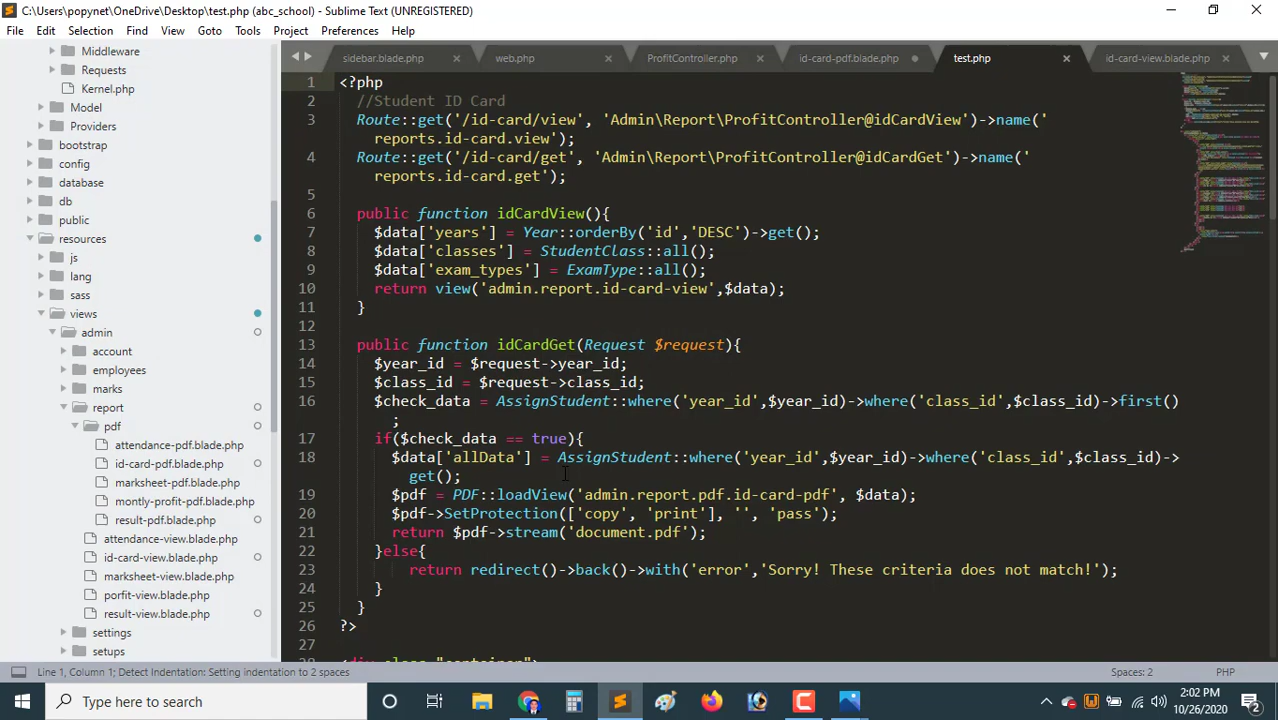 C:\Users\popynet\OneDrive\Desktop\test.php (abc_school) - Sublime Text (UNREGISTERED)
File Edit Selection Find View Goto Tools Project Preferences Help
Middleware
Requests
Kernel.php
Model
Providers
bootstrap
config
database
db
public
resources
js
lang
sass
views
admin
account
employees
marks
report
pdf
attendance-pdf.blade.php
id-card-pdf.blade.php
marksheet-pdf.blade.php
montly-profit-pdf.blade.php
result-pdf.blade.php
attendance-view.blade.php
id-card-view.blade.php
marksheet-view.blade.php
porfit-view.blade.php
result-view.blade.php
settings
setups
sidebar.blade.php web.php ProfitController.php id-card-pdf.blade.php test.php id-card-view.blade.php
1 <?php
2 //Student ID Card
3 Route::get('/id-card/view', 'Admin\Report\ProfitController@idCardView')->name('
reports.id-card.view');
4 Route::get('/id-card/get', 'Admin\Report\ProfitController@idCardGet')->name('
reports.id-card.get');
5
6 public function idCardView(){
7 $data['years'] = Year::orderBy('id','DESC')->get();
8 $data['classes'] = StudentClass::all();
9 $data['exam_types'] = ExamType::all();
10 return view('admin.report.id-card-view',$data);
11 }
12
13 public function idCardGet(Request $request){
14 $year_id = $request->year_id;
15 $class_id = $request->class_id;
16 $check_data = AssignStudent::where('year_id',$year_id)->where('class_id',$class_id)->first()
;
17 if($check_data == true){
18 $data['allData'] = AssignStudent::where('year_id',$year_id)->where('class_id',$class_id)->
get();
19 $pdf = PDF::loadView('admin.report.pdf.id-card-pdf', $data);
20 $pdf->SetProtection(['copy', 'print'], '', 'pass');
21 return $pdf->stream('document.pdf');
22 }else{
23 return redirect()->back()->with('error','Sorry! These criteria does not match!');
24 }
25 }
26 ?>
27
28 <div class="container">
Line 1, Column 1; Detect Indentation: Setting indentation to 2 spaces Spaces: 2 PHP
Type here to search
2:02 PM
10/26/2020
2